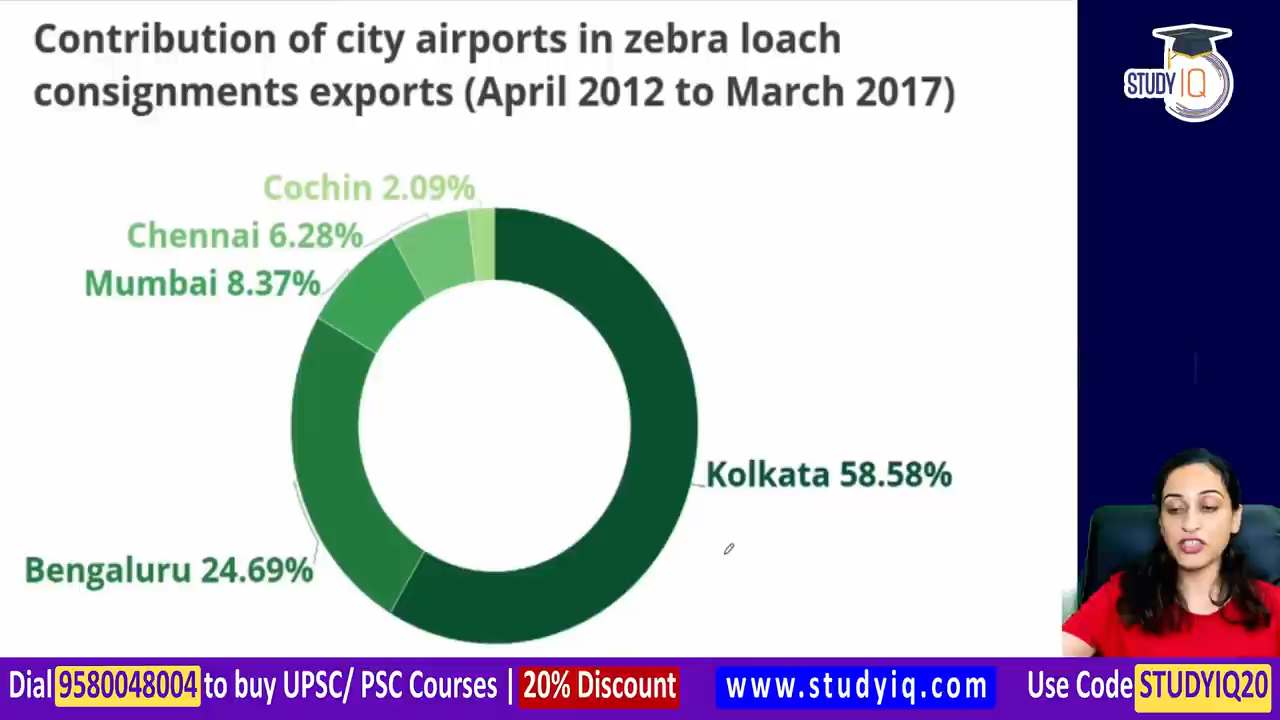 Contribution of city airports in zebra loach
consignments exports (April 2012 to March 2017)
STUDY IQ
Cochin 2.09%
Chennai 6.28%
Mumbai 8.37%
Kolkata 58.58%
Bengaluru 24.69%
Dial 9580048004 to buy UPSC/ PSC Courses | 20% Discount www.studyiq.com Use Code STUDYIQ20